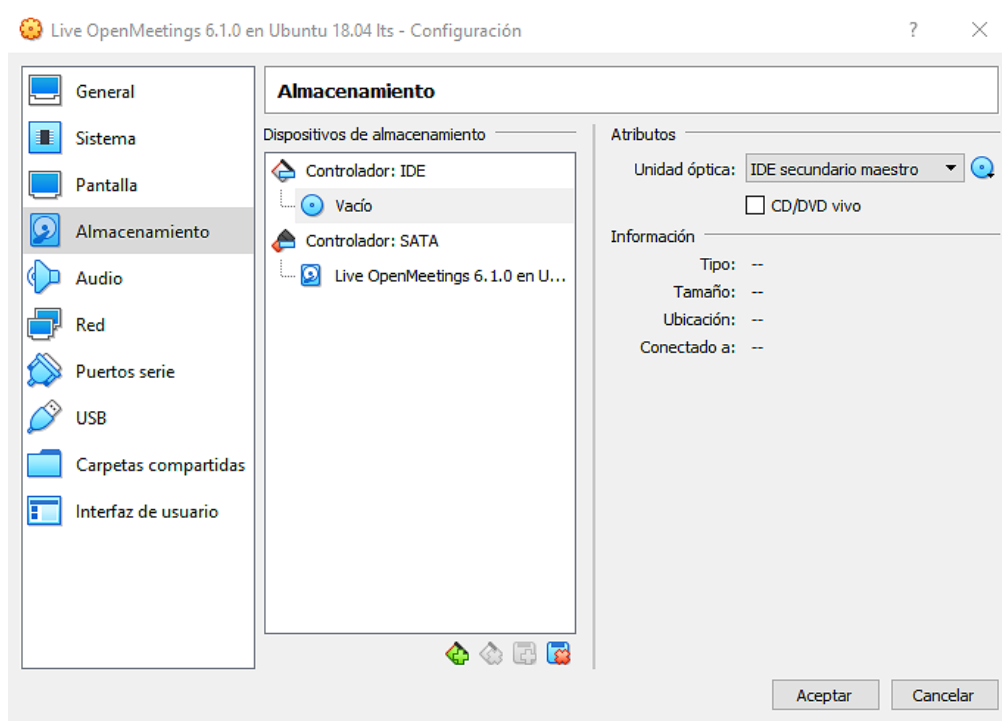 Live OpenMeetings 6.1.0 en Ubuntu 18.04 lts - Configuración
?
General
Sistema
Pantalla
Almacenamiento
Audio
Red
Puertos serie
USB
Carpetas compartidas
Interfaz de usuario
Almacenamiento
Dispositivos de almacenamiento
Controlador: IDE
Vacío
Controlador: SATA
Live OpenMeetings 6.1.0 en U...
Atributos
Unidad óptica: IDE secundario maestro
CD/DVD vivo
Información
Tipo: --
Tamaño: --
Ubicación: --
Conectado a: --
Aceptar Cancelar